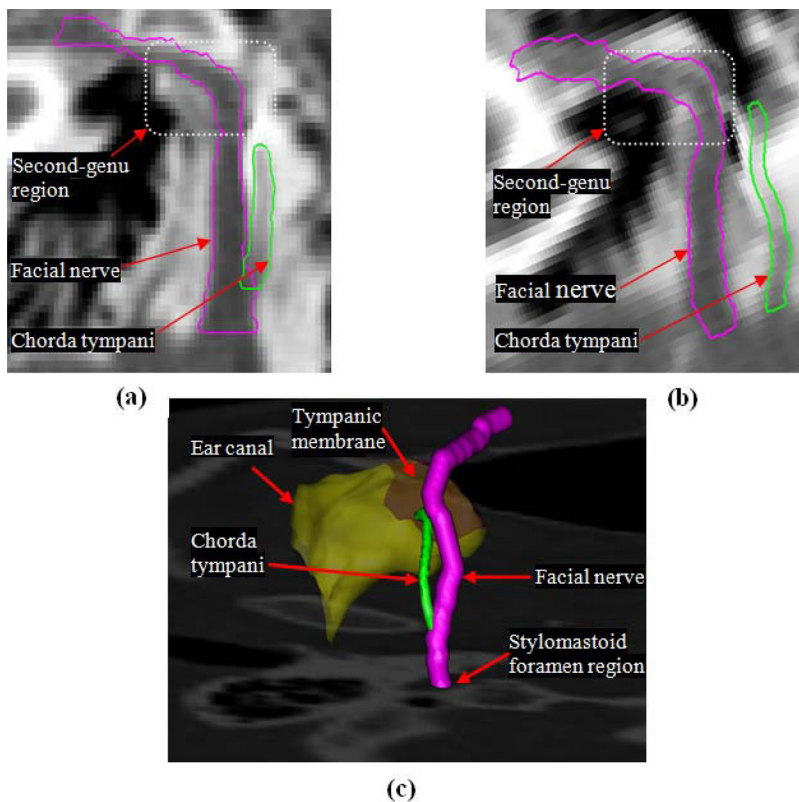 Second-genu
region
Facial nerve
Chorda tympani
(a)
Second-genu
region
Facial nerve
Chorda tympani
(b)
Tympanic
membrane
Ear canal
Chorda
tympani
Facial nerve
Stylomastoid
foramen region
(c)